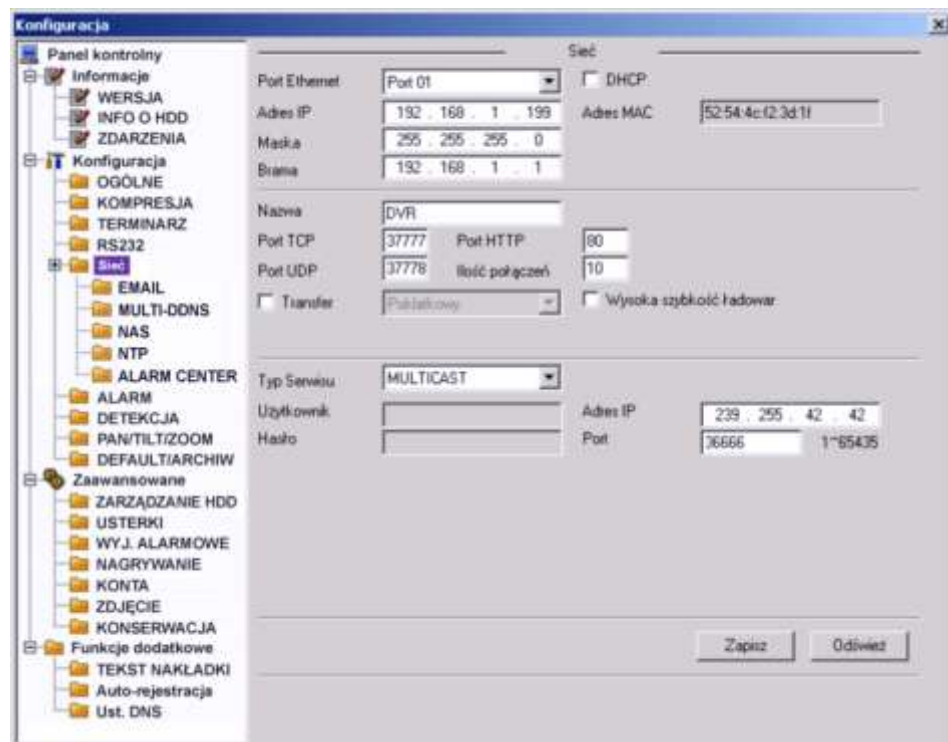 Konfiguracja
Panel kontrolny
Informacje
WERSJA
INFO O HDD
ZDARZENIA
Konfiguracja
OGÓLNE
KOMPRESJA
TERMINARZ
RS232
Sieć
EMAIL
MULTI-DDNS
NAS
NTP
ALARM CENTER
ALARM
DETEKCJA
PAN/TILT/ZOOM
DEFAULT/ARCHIW
Zaawansowane
ZARZĄDZANIE HDD
USTERKI
WYJ. ALARMOWE
NAGRYWANIE
KONTA
ZDJĘCIE
KONSERWACJA
Funkcje dodatkowe
TEKST NAKŁADKI
Auto-rejestracja
Ust. DNS
Sieć
Port Ethernet Port 01 DHCP
Adres IP 192 . 168 . 1 . 199 Adres MAC 52:54:4c:f2:3d:1f
Maska 255 . 255 . 255 . 0
Brama 192 . 168 . 1 . 1
Nazwa DVR
Port TCP 37777 Port HTTP 80
Port UDP 37778 Ilość połączeń 10
Transfer Poklatkowy Wysoka szybkość ładowar
Typ Serwisu MULTICAST
Użytkownik Adres IP 239 . 255 . 42 . 42
Hasło Port 36666 1~65435
Zapisz Odśwież